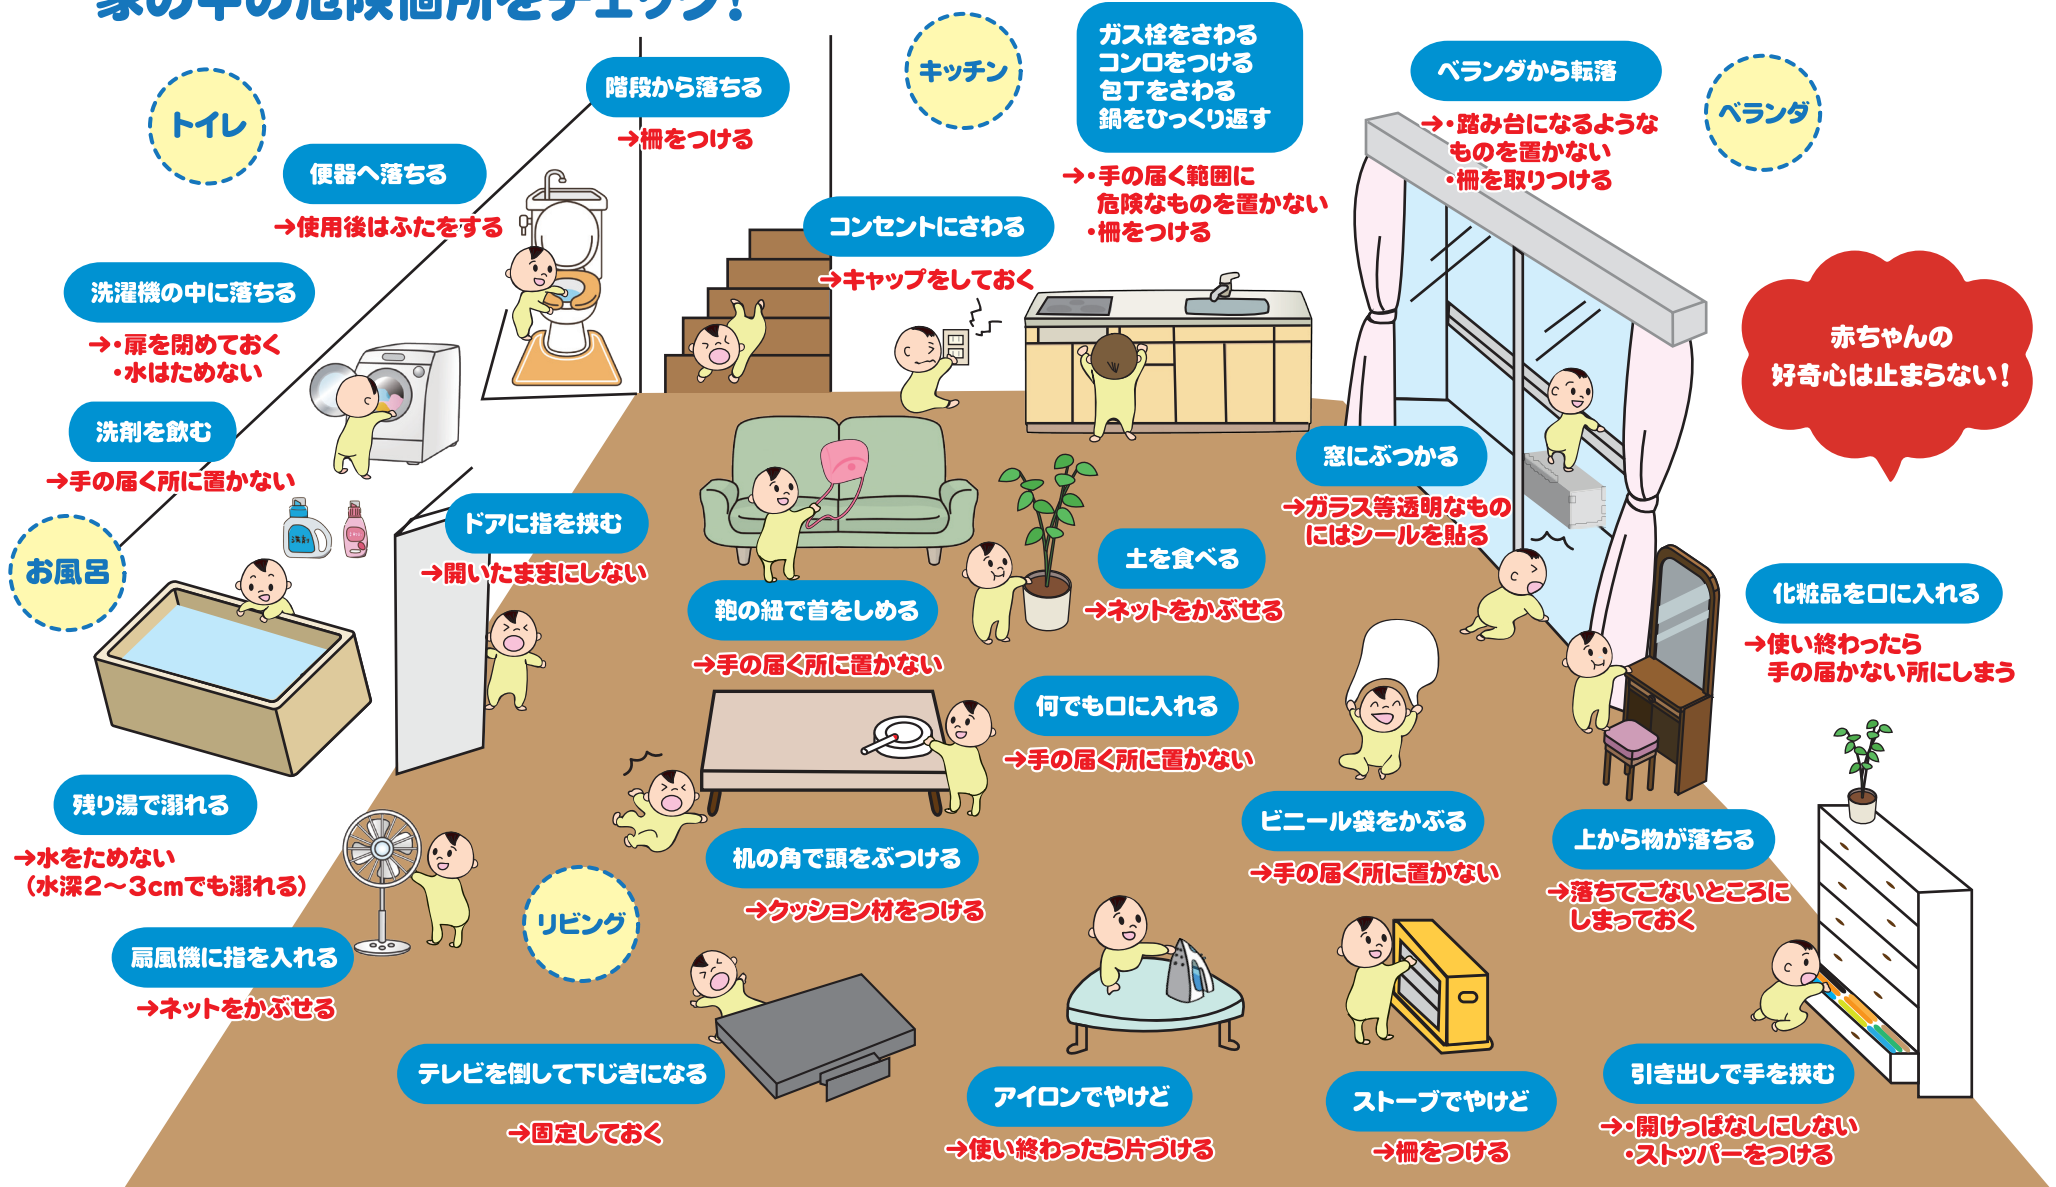 家の中の危険個所をチェック！
トイレ
階段から落ちる
→柵をつける
便器へ落ちる
→使用後はふたをする
洗濯機の中に落ちる
→・扉を閉めておく
・水はためない
洗剤を飲む
→手の届く所に置かない
洗剤
お風呂
ドアに指を挟む
→開いたままにしない
残り湯で溺れる
→水をためない
（水深2～3cmでも溺れる）
扇風機に指を入れる
→ネットをかぶせる
キッチン
ガス栓をさわる
コンロをつける
包丁をさわる
鍋をひっくり返す
→・手の届く範囲に
危険なものを置かない
・柵をつける
コンセントにさわる
→キャップをしておく
ベランダ
ベランダから転落
→・踏み台になるような
ものを置かない
・柵を取りつける
赤ちゃんの
好奇心は止まらない！
窓にぶつかる
→ガラス等透明なもの
にはシールを貼る
土を食べる
→ネットをかぶせる
鞄の紐で首をしめる
→手の届く所に置かない
何でも口に入れる
→手の届く所に置かない
化粧品を口に入れる
→使い終わったら
手の届かない所にしまう
机の角で頭をぶつける
→クッション材をつける
リビング
ビニール袋をかぶる
→手の届く所に置かない
上から物が落ちる
→落ちてこないところに
しまっておく
テレビを倒して下じきになる
→固定しておく
アイロンでやけど
→使い終わったら片づける
ストーブでやけど
→柵をつける
引き出しで手を挟む
→・開けっぱなしにしない
・ストッパーをつける